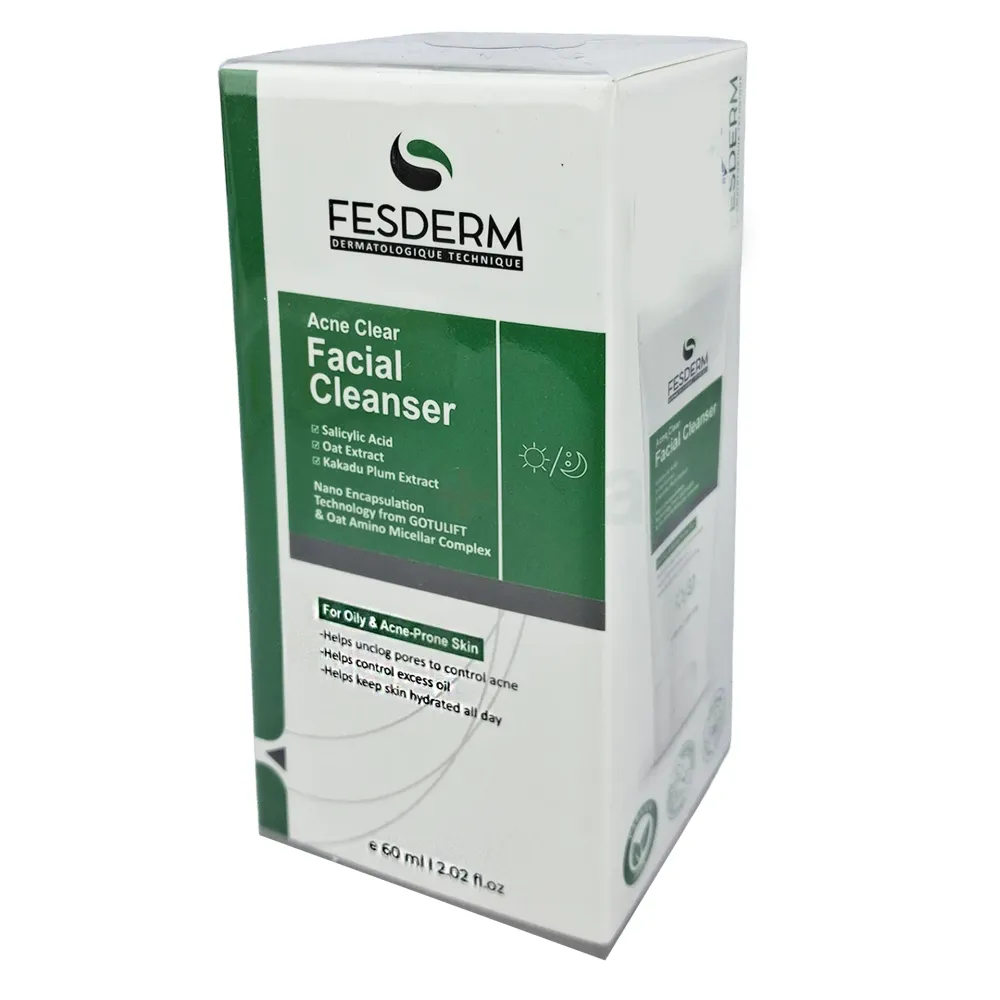 FESDERM
DERMATOLOGIQUE TECHNIQUE
Acne Clear
Facial
Cleanser
Salicylic Acid
Oat Extract
Kakadu Plum Extract
Nano Encapsulation
Technology from GOTULIFT
& Oat Amino Micellar Complex
For Oily & Acne-Prone Skin
-Helps unclog pores to control acne
-Helps control excess oil
-Helps keep skin hydrated all day
e 60 ml | 2.02 fl.oz
FESDERM
FESDERM
Acne Clear
Facial Cleanser